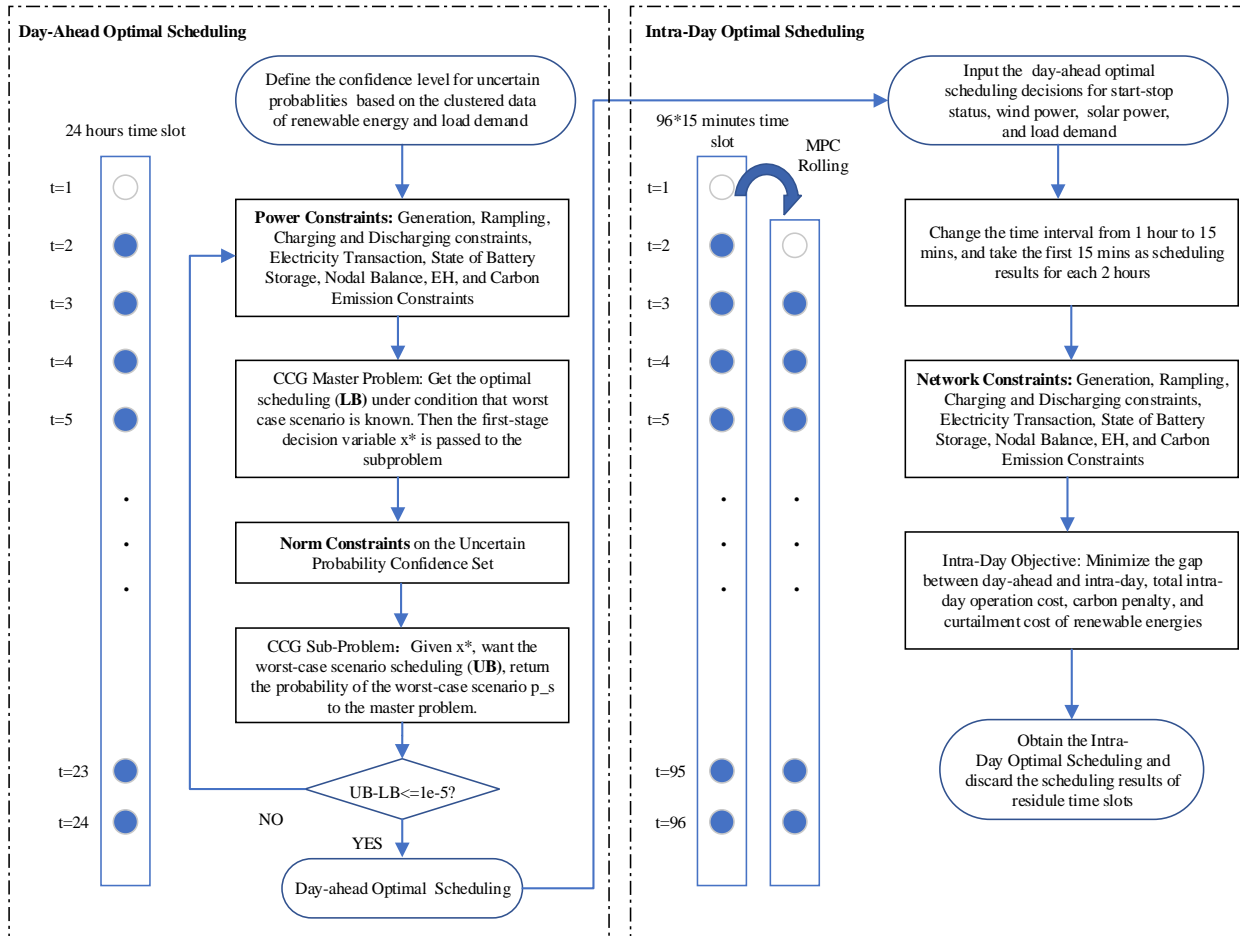 Day-Ahead Optimal Scheduling
Define the confidence level for
uncertain
probablities based on the clustered data
of renewable energy and load demand
24 hours time slot
t=1
t=2
t=3
t=4
t=5
.
.
.
t=23
t=24
Power Constraints: Generation, Rampling,
Charging and Discharging constraints,
Electricity Transaction, State of Battery
Storage, Nodal Balance, EH, and Carbon
Emission Constraints
CCG Master Problem: Get the optimal
scheduling (LB) under condition that worst
case scenario is known. Then the first-stage
decision variable x* is passed to the
subproblem
Norm Constraints on the Uncertain
Probability Confidence Set
CCG Sub-Problem：Given x*, want the
worst-case scenario scheduling (UB), return
the probability of the worst-case scenario p_s
to the master problem.
UB-LB<=1e-5?
NO
YES
Day-ahead Optimal Scheduling
Intra-Day Optimal Scheduling
96*15 minutes time
slot
MPC
Rolling
t=1
t=2
t=3
t=4
t=5
.
.
.
.
.
.
t=95
t=96
Input the day-ahead optimal
scheduling decisions for start-stop
status, wind power, solar power,
and load demand
Change the time interval from 1 hour to 15
mins, and take the first 15 mins as scheduling
results for each 2 hours
Network Constraints: Generation, Rampling,
Charging and Discharging constraints,
Electricity Transaction, State of Battery
Storage, Nodal Balance, EH, and Carbon
Emission Constraints
Intra-Day Objective: Minimize the gap
between day-ahead and intra-day, total intra-
day operation cost, carbon penalty, and
curtailment cost of renewable energies
Obtain the Intra-
Day Optimal Scheduling and
discard the scheduling results of
residule time slots